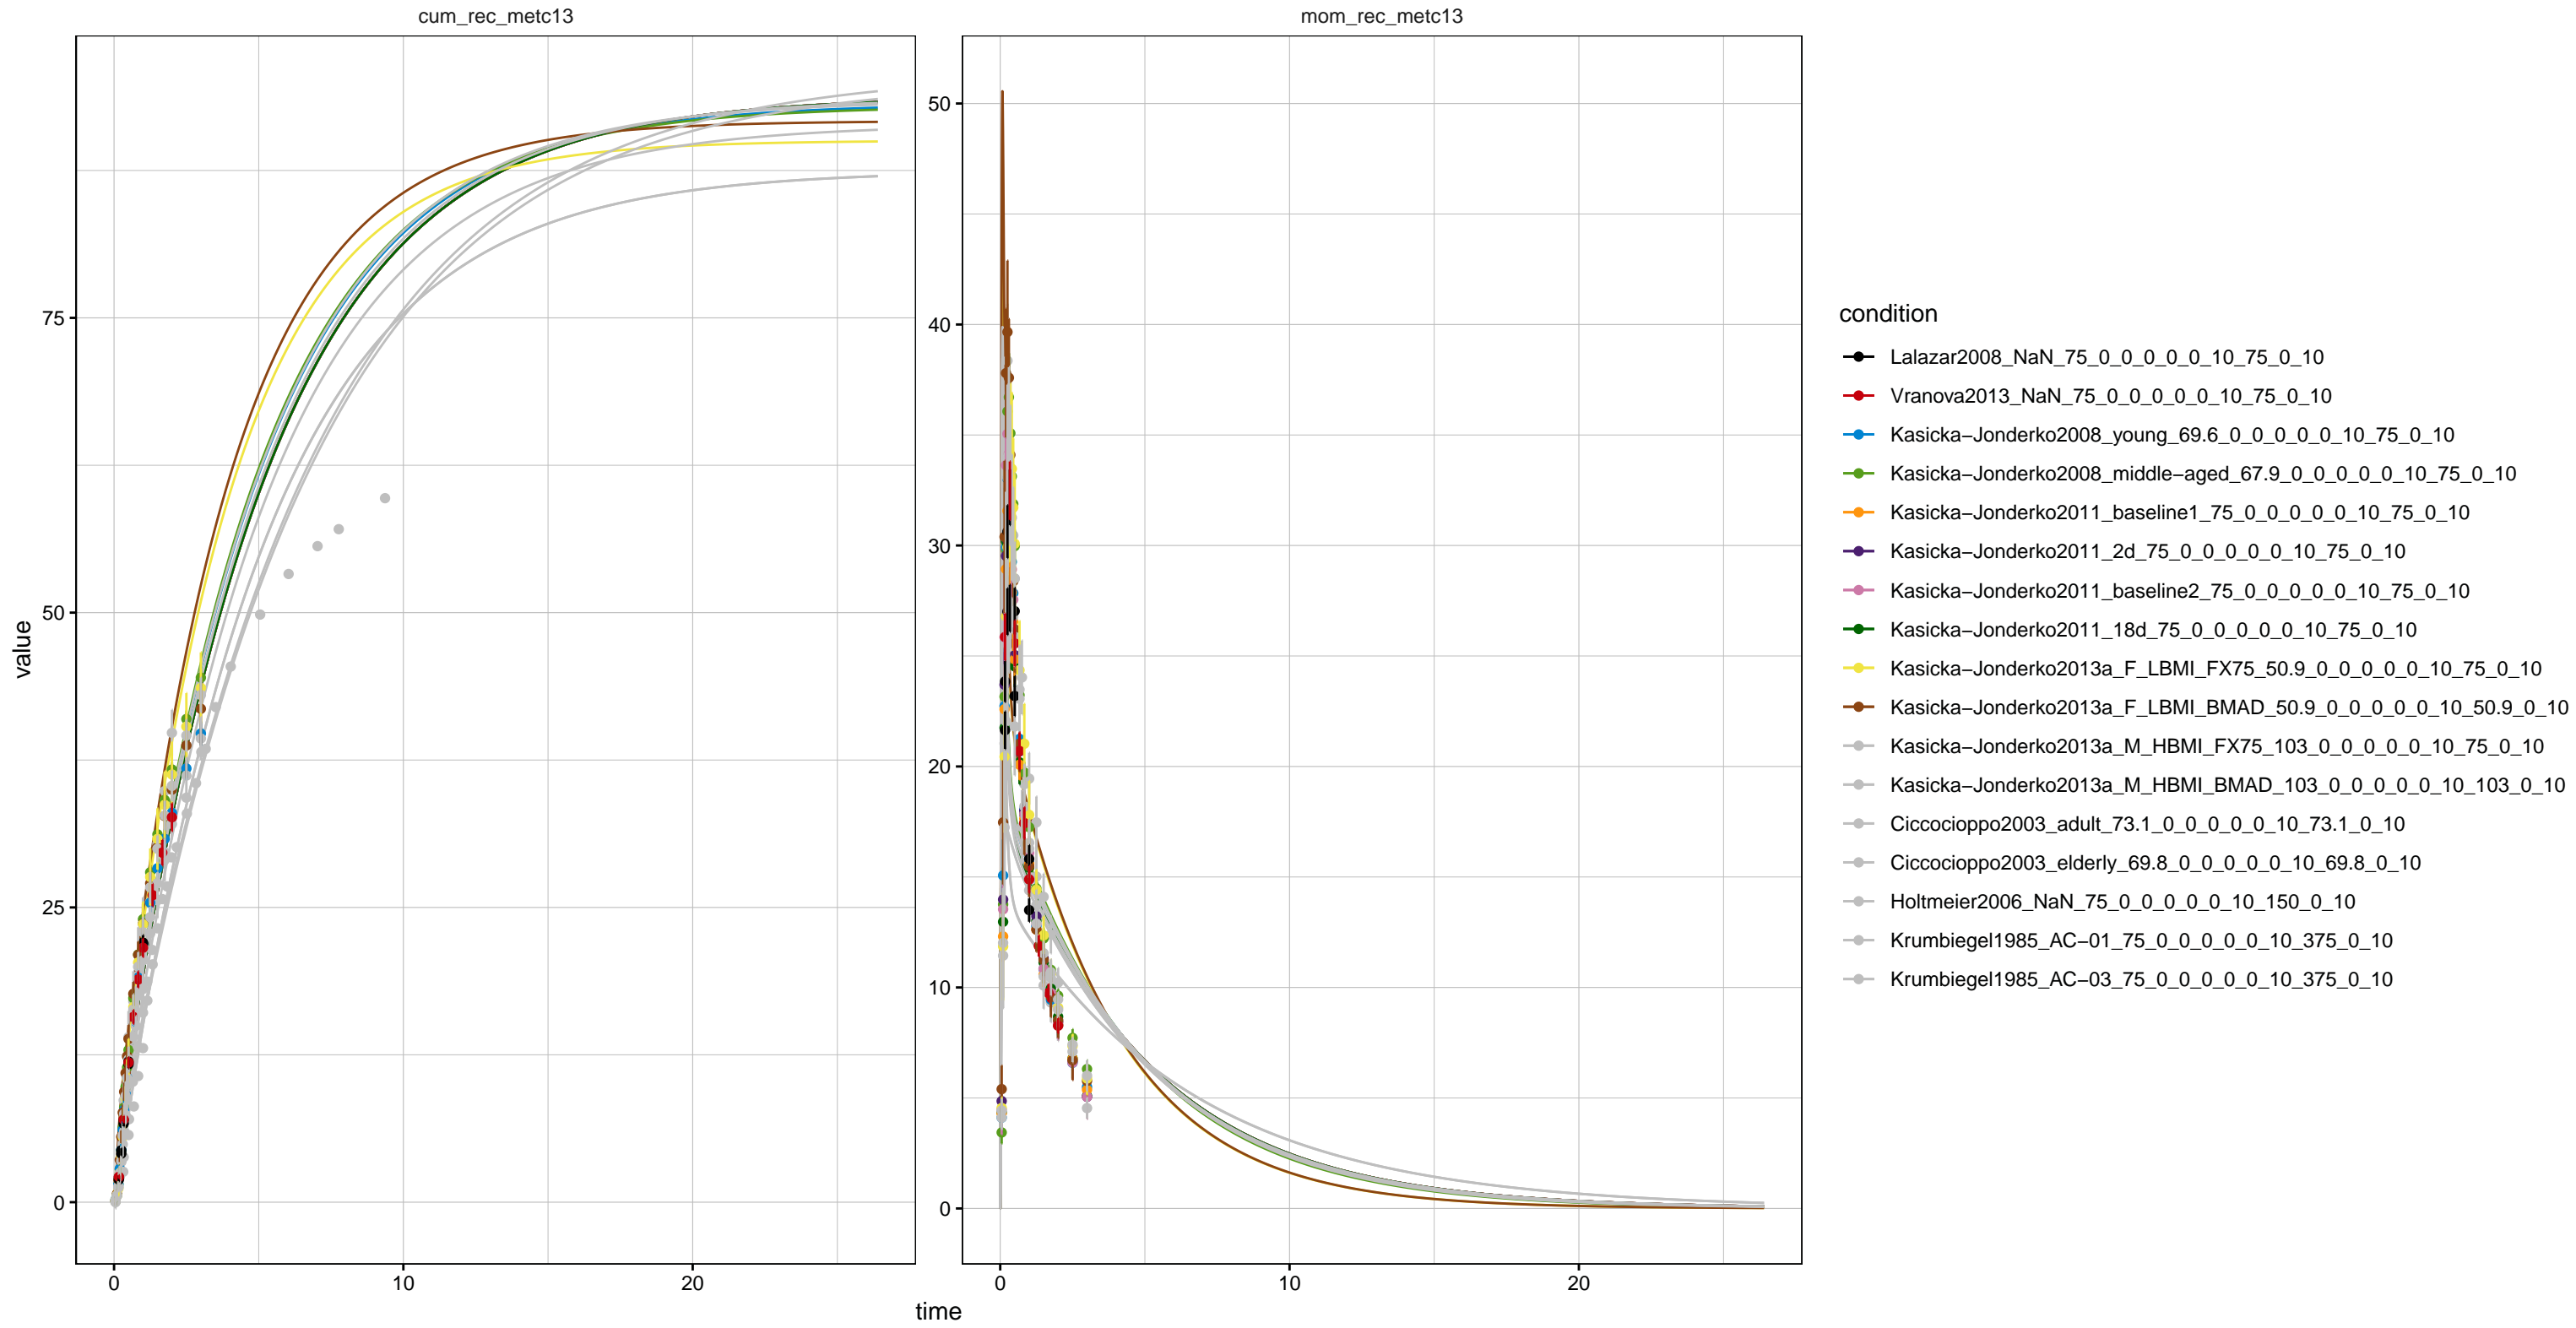 cum_rec_metc13
mom_rec_metc13
value
75
50
25
0
50
40
30
20
10
0
0
10
20
0
10
20
time
condition
Lalazar2008_NaN_75_0_0_0_0_0_10_75_0_10
Vranova2013_NaN_75_0_0_0_0_0_10_75_0_10
Kasicka−Jonderko2008_young_69.6_0_0_0_0_0_10_75_0_10
Kasicka−Jonderko2008_middle−aged_67.9_0_0_0_0_0_10_75_0_10
Kasicka−Jonderko2011_baseline1_75_0_0_0_0_0_10_75_0_10
Kasicka−Jonderko2011_2d_75_0_0_0_0_0_10_75_0_10
Kasicka−Jonderko2011_baseline2_75_0_0_0_0_0_10_75_0_10
Kasicka−Jonderko2011_18d_75_0_0_0_0_0_10_75_0_10
Kasicka−Jonderko2013a_F_LBMI_FX75_50.9_0_0_0_0_0_10_75_0_10
Kasicka−Jonderko2013a_F_LBMI_BMAD_50.9_0_0_0_0_0_10_50.9_0_10
Kasicka−Jonderko2013a_M_HBMI_FX75_103_0_0_0_0_0_10_75_0_10
Kasicka−Jonderko2013a_M_HBMI_BMAD_103_0_0_0_0_0_10_103_0_10
Ciccocioppo2003_adult_73.1_0_0_0_0_0_10_73.1_0_10
Ciccocioppo2003_elderly_69.8_0_0_0_0_0_10_69.8_0_10
Holtmeier2006_NaN_75_0_0_0_0_0_10_150_0_10
Krumbiegel1985_AC−01_75_0_0_0_0_0_10_375_0_10
Krumbiegel1985_AC−03_75_0_0_0_0_0_10_375_0_10